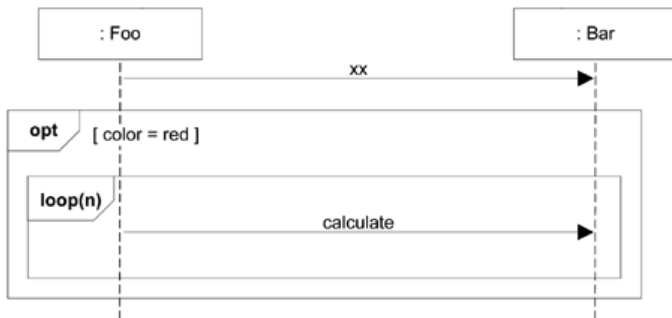 : Foo
: Bar
xx
opt
[ color = red ]
loop(n)
calculate